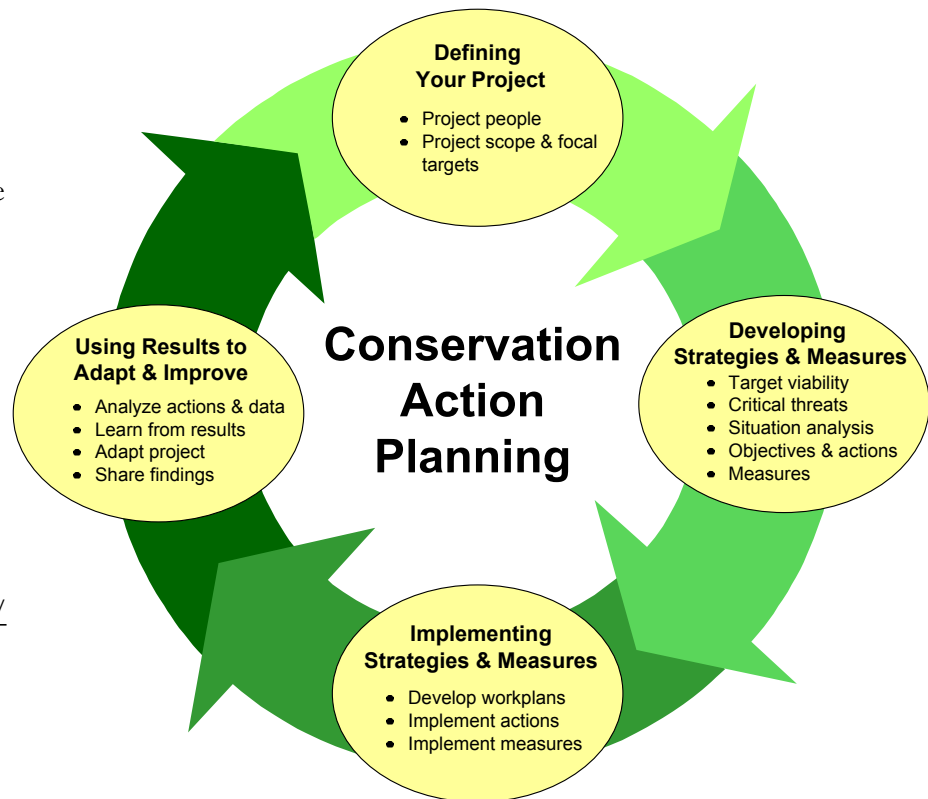 Defining
Your Project
• Project people
• Project scope & focal
targets
Conservation
Action
Planning
Developing
Strategies & Measures
• Target viability
• Critical threats
• Situation analysis
• Objectives & actions
• Measures
Implementing
Strategies & Measures
• Develop workplans
• Implement actions
• Implement measures
Using Results to
Adapt & Improve
• Analyze actions & data
• Learn from results
• Adapt project
• Share findings
e